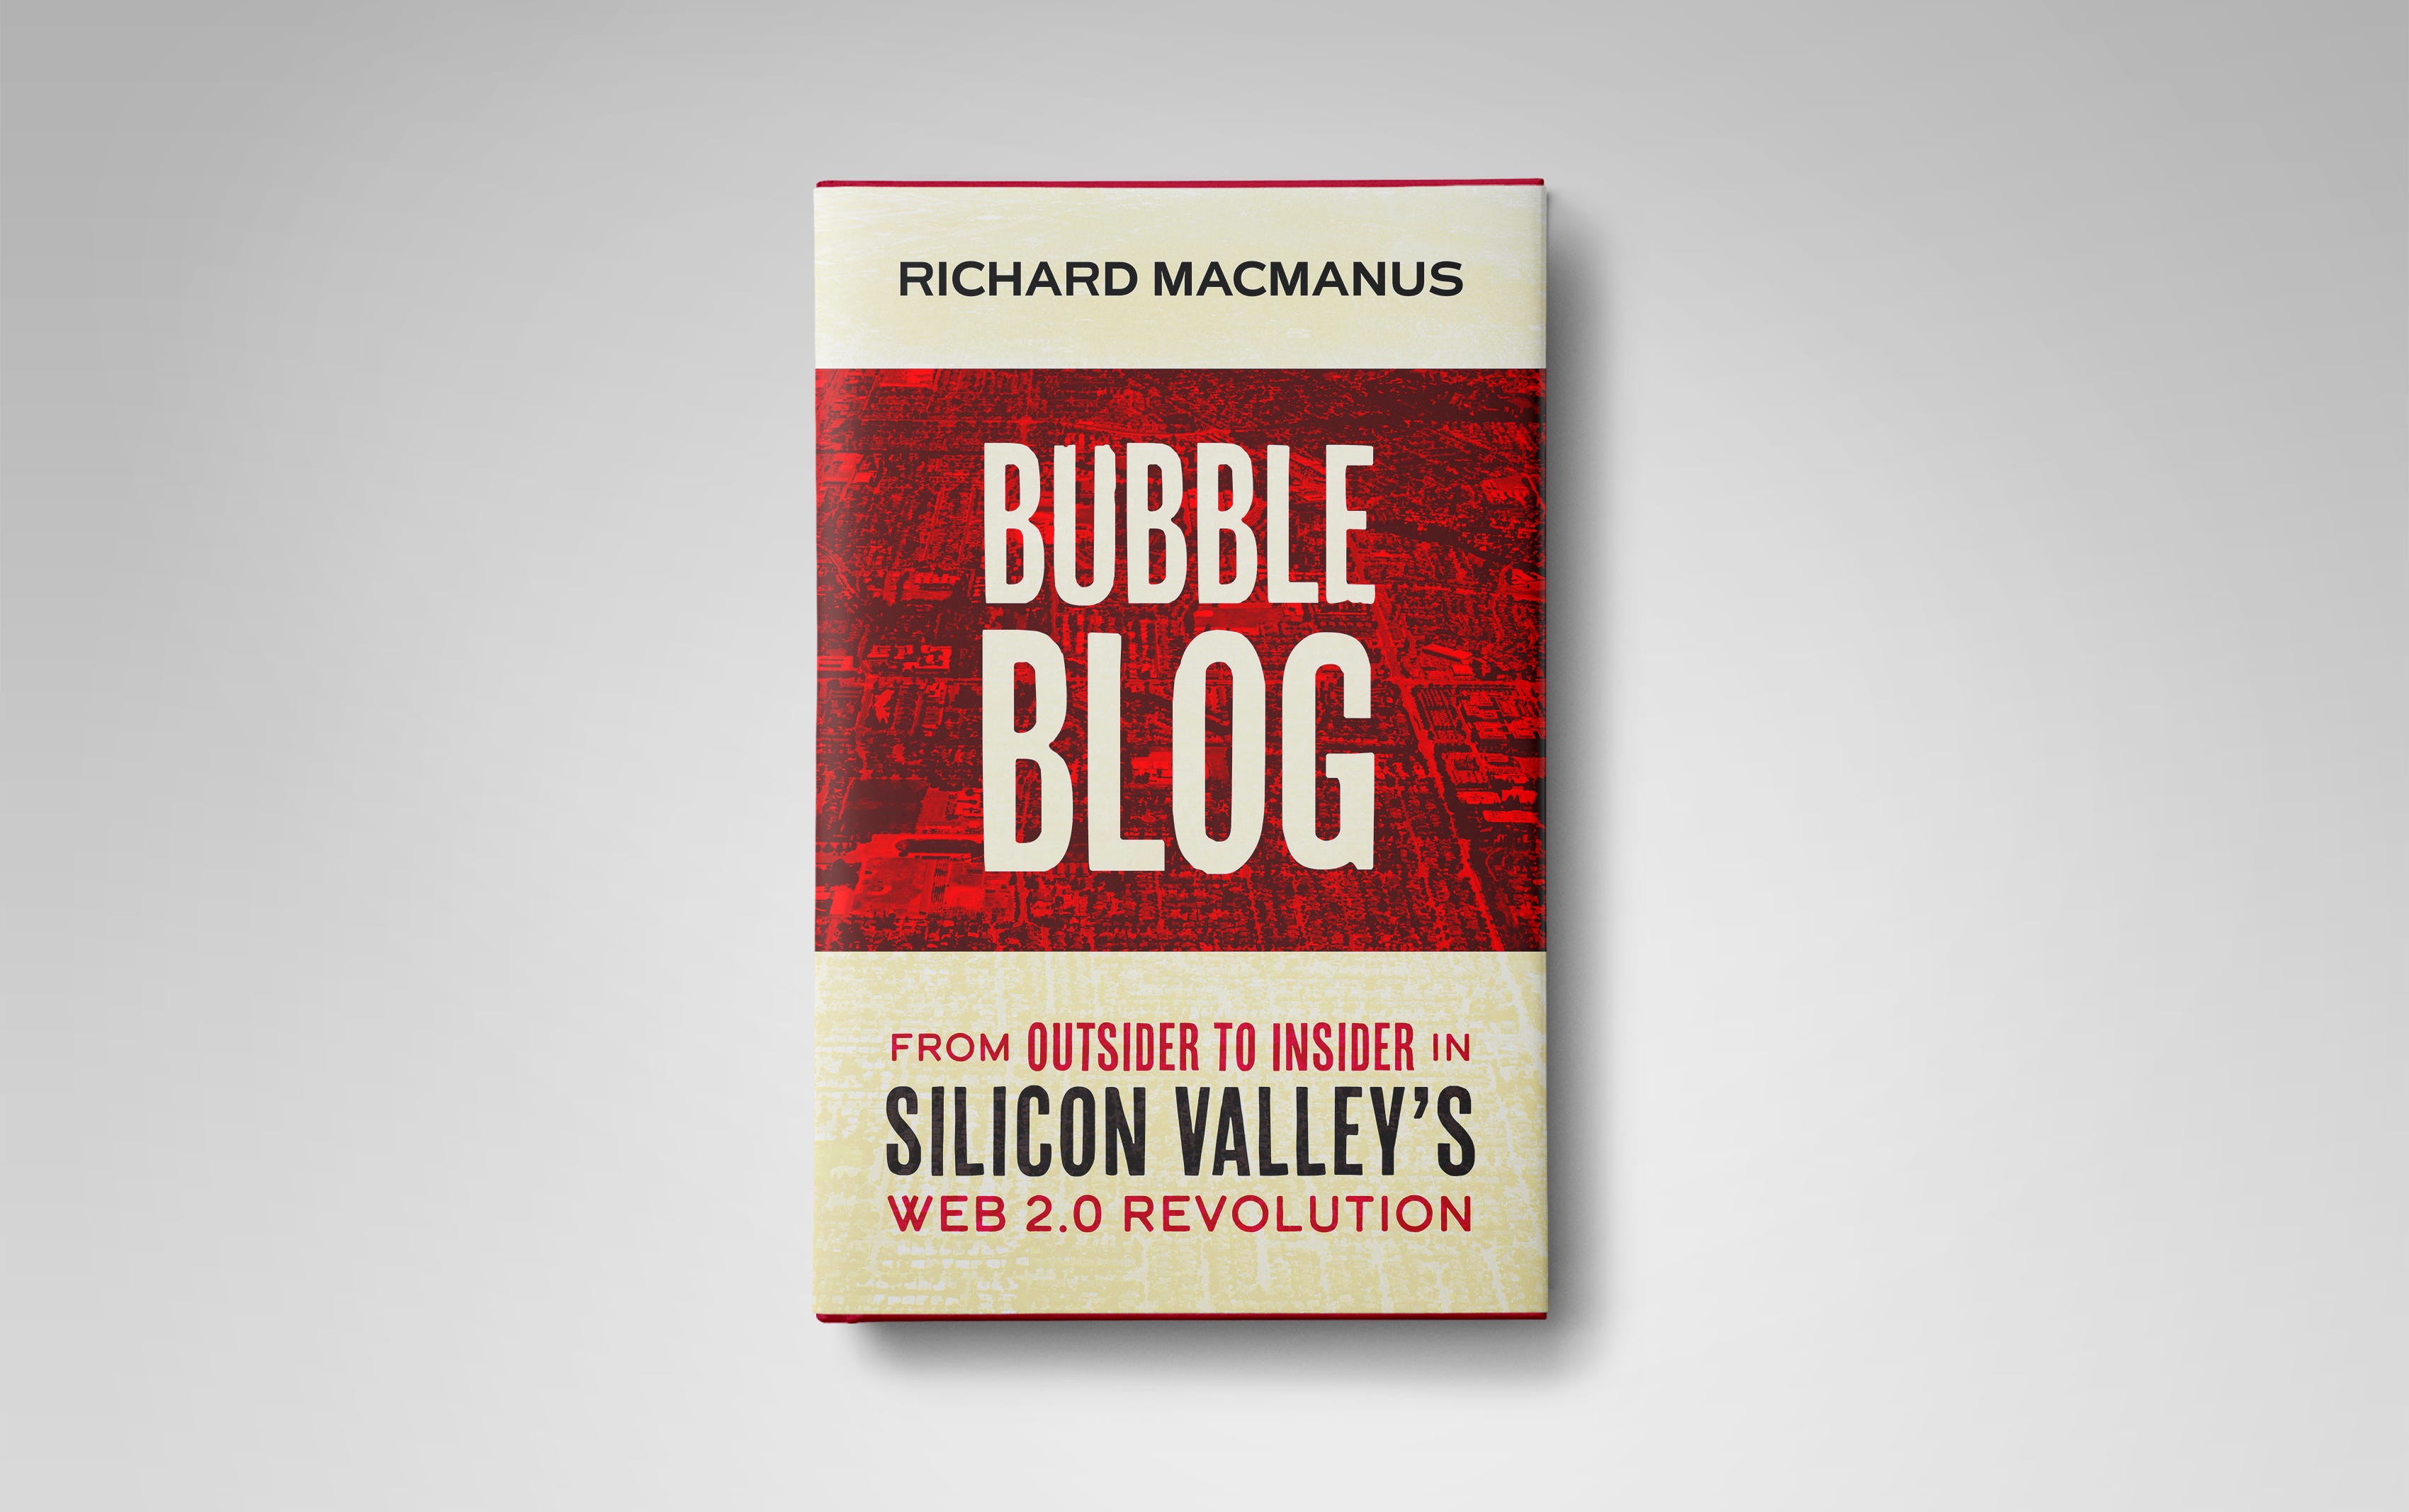 RICHARD MACMANUS
BUBBLE
BLOG
FROM OUTSIDER TO INSIDER IN
SILICON VALLEY’S
WEB 2.0 REVOLUTION